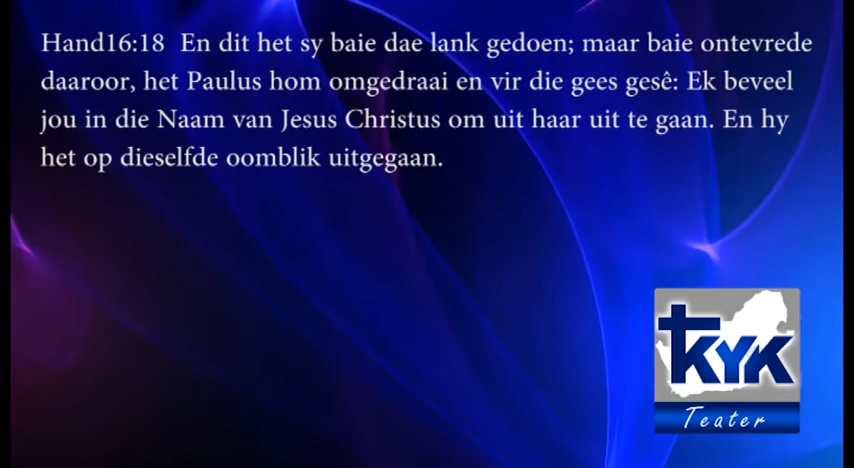 Hand16:18 En dit het sy baie dae lank gedoen; maar baie ontevrede
daaroor, het Paulus hom omgedraai en vir die gees gesê: Ek beveel
jou in die Naam van Jesus Christus om uit haar uit te gaan. En hy
het op dieselfde oomblik uitgegaan.
KYK
Teater